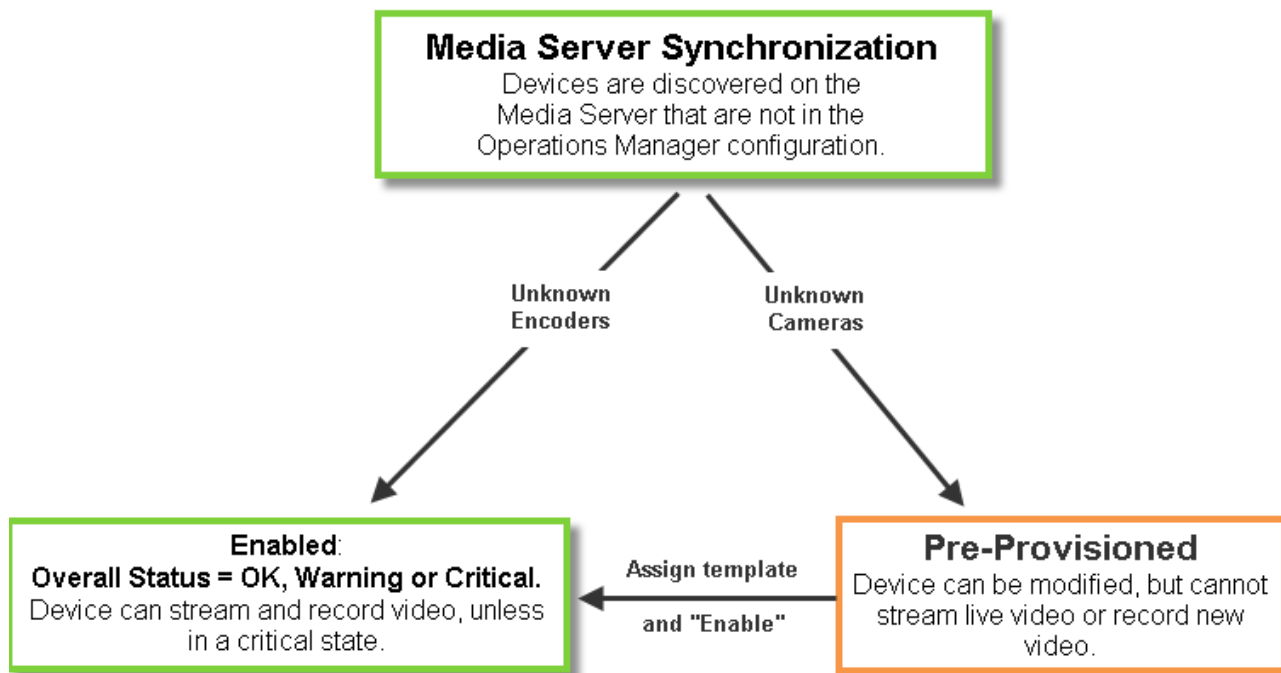 Media Server Synchronization
Devices are discovered on the
Media Server that are not in the
Operations Manager configuration.
Unknown
Encoders
Unknown
Cameras
Enabled:
Overall Status = OK, Warning or Critical.
Device can stream and record video, unless
in a critical state.
Assign template
and "Enable"
Pre-Provisioned
Device can be modified, but cannot
stream live video or record new
video.